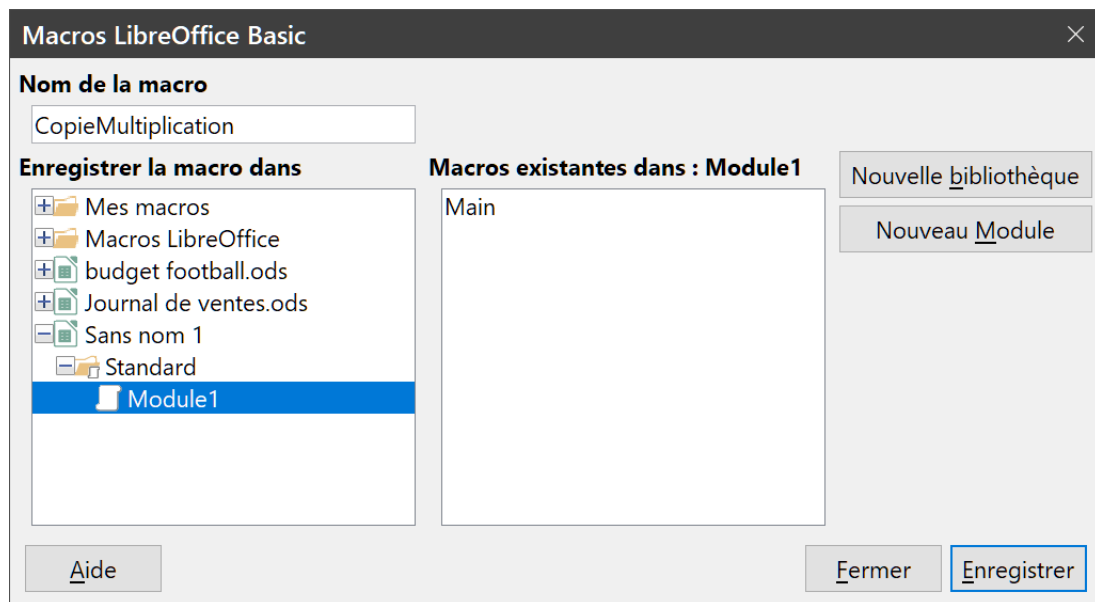 Macros LibreOffice Basic
Nom de la macro
CopieMultiplication
Enregistrer la macro dans
Mes macros
Macros LibreOffice
budget football.ods
Journal de ventes.ods
Sans nom 1
Standard
Module1
Macros existantes dans : Module1
Main
Nouvelle bibliothèque
Nouveau Module
Aide
Fermer
Enregistrer